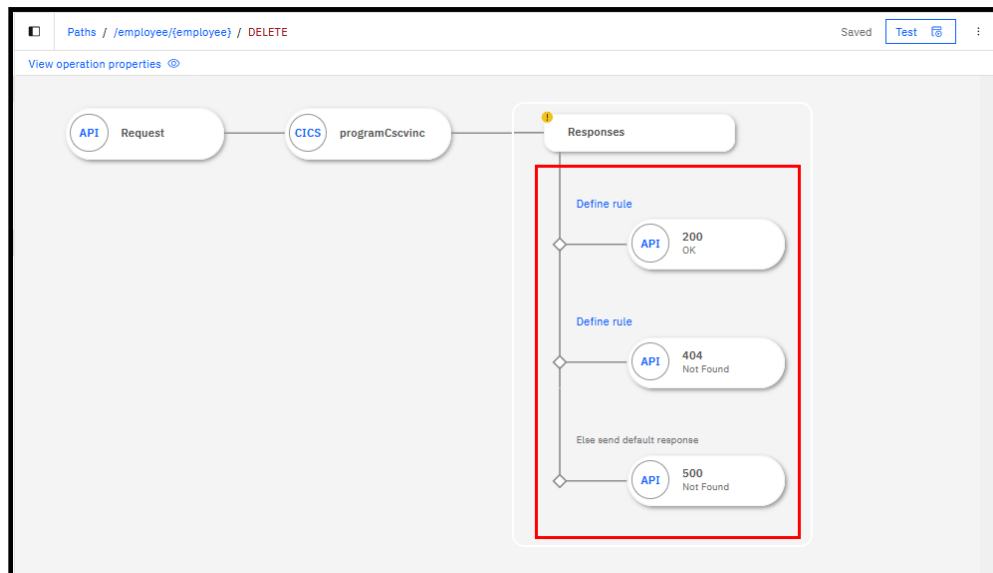 Paths / /employee/{employee} / DELETE
Saved
Test
View operation properties
API Request
CICS programCscvinc
! Responses
Define rule
API 200
OK
Define rule
API 404
Not Found
Else send default response
API 500
Not Found